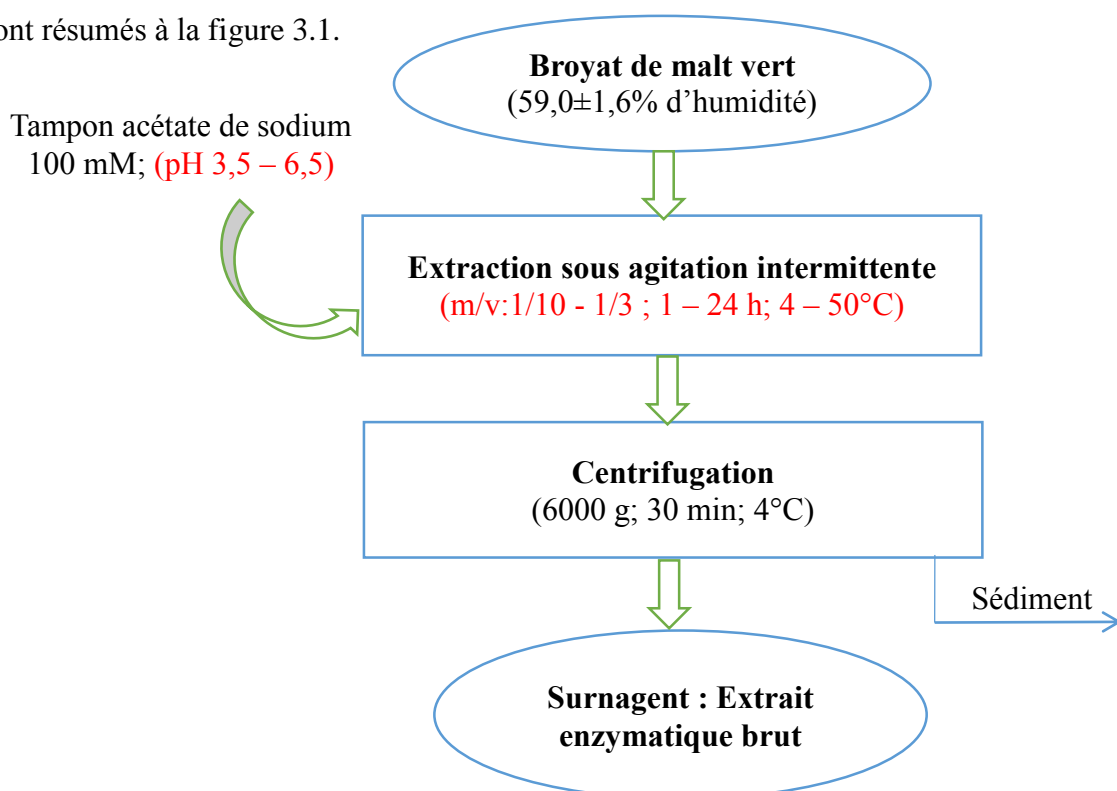 ont résumés à la figure 3.1.
Broyat de malt vert
(59,0±1,6% d’humidité)
Tampon acétate de sodium
100 mM; (pH 3,5 – 6,5)
Extraction sous agitation intermittente
(m/v:1/10 - 1/3 ; 1 – 24 h; 4 – 50°C)
Centrifugation
(6000 g; 30 min; 4°C)
Sédiment
Surnagent : Extrait
enzymatique brut